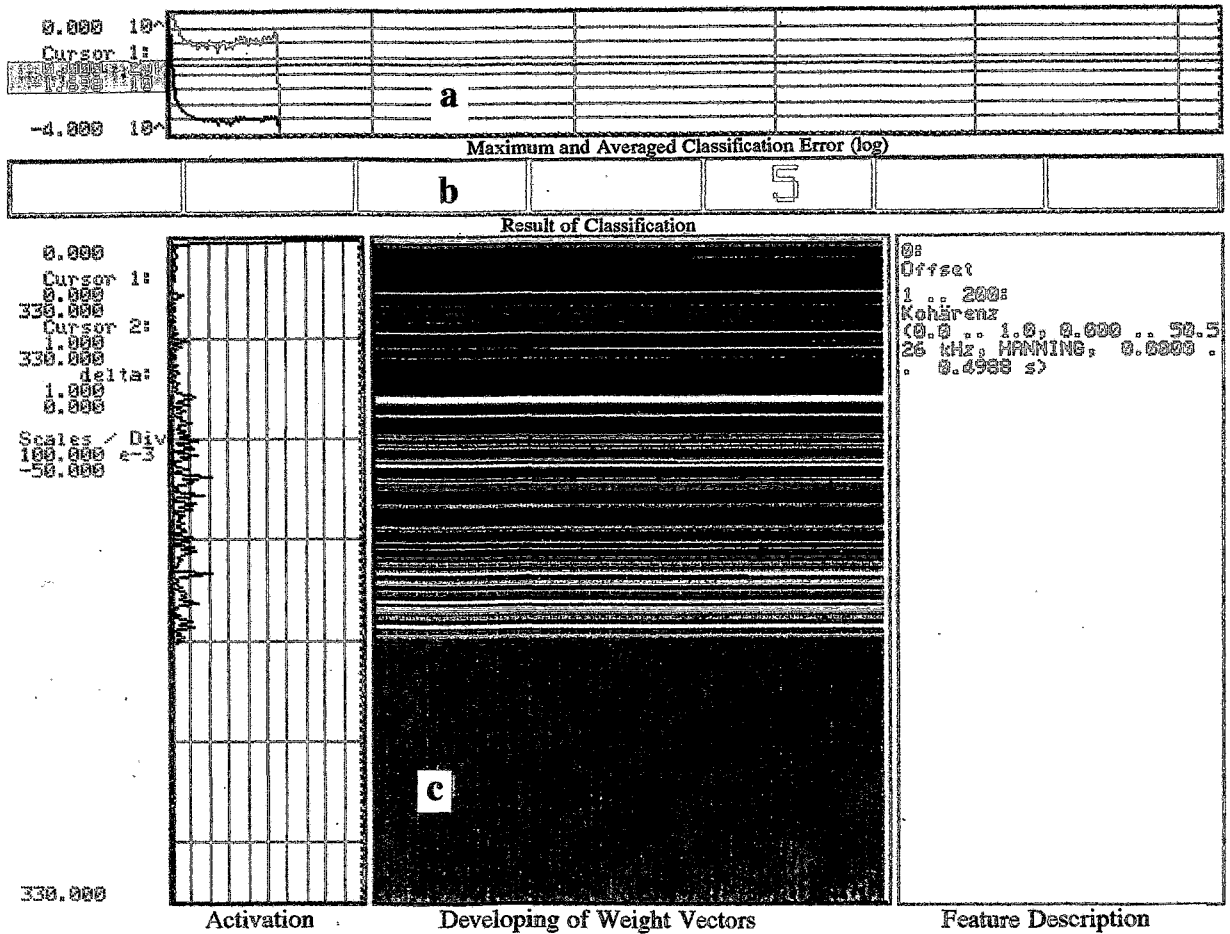 0.000 10^
Cursor 1:
-4.000 10^
a
Maximum and Averaged Classification Error (log)
b
5
Result of Classification
0.000
Cursor 1:
0.000
330.000
Cursor 2:
1.000
330.000
delta:
1.000
0.000
Scales / Div
100.000 e-3
-50.000
330.000
Activation
c
Developing of Weight Vectors
0:
Offset
1 .. 200:
Kohärenz
(0.0 .. 1.0, 0.600 .. 50.5
26 kHz, HANNING, 0.0000 .
. 0.4988 s)
Feature Description